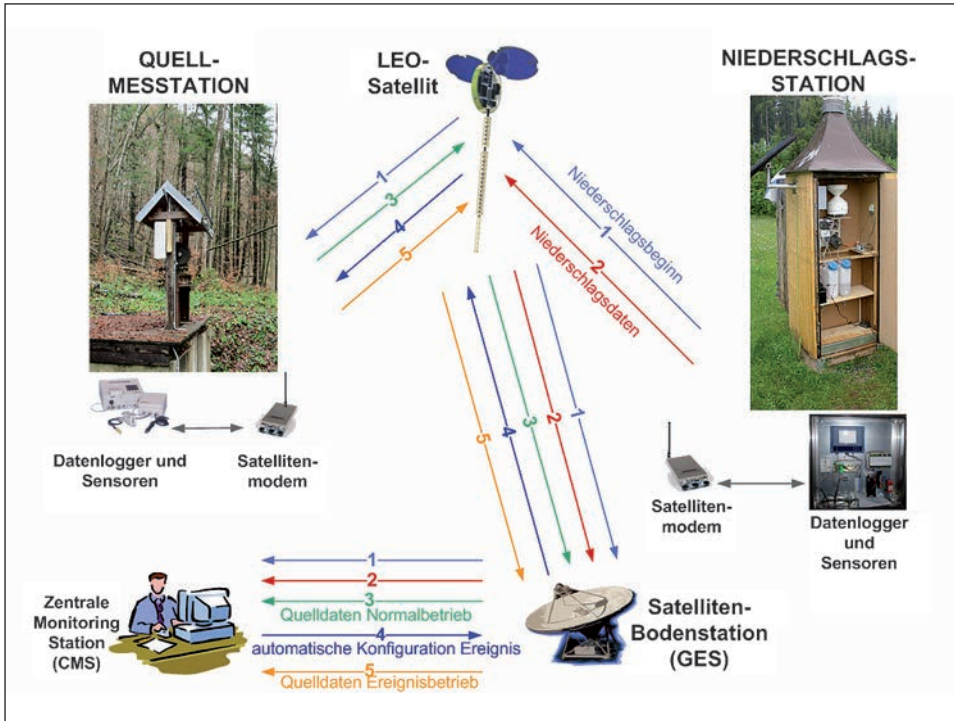 QUELL-
MESSTATION
LEO-
Satellit
NIEDERSCHLAGS-
STATION
1
3
4
5
Niederschlagsbeginn
1
2
Niederschlagsdaten
5
4
3
2
1
Datenlogger und
Sensoren
Satelliten-
modem
Satelliten-
modem
Datenlogger
und
Sensoren
Zentrale
Monitoring
Station
(CMS)
1
2
3
Quelldaten Normalbetrieb
4
automatische Konfiguration Ereignis
5
Quelldaten Ereignisbetrieb
Satelliten-
Bodenstation
(GES)